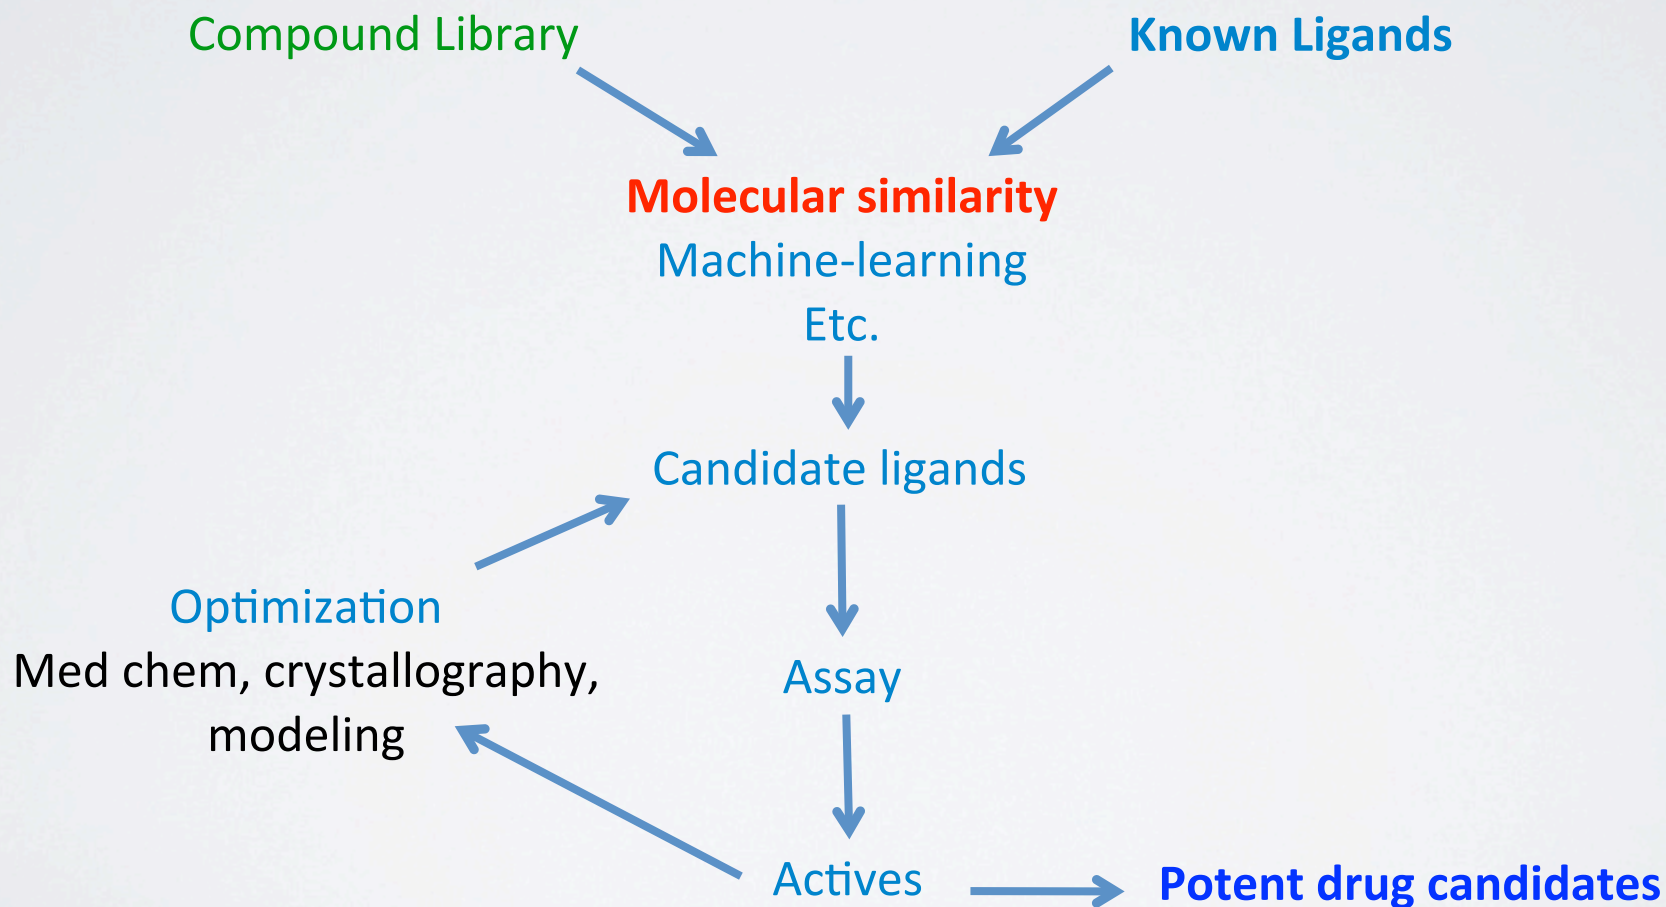 Compound Library
Known Ligands
Molecular similarity
Machine-learning
Etc.
Candidate ligands
Optimization
Med chem, crystallography,
modeling
Assay
Actives
Potent drug candidates